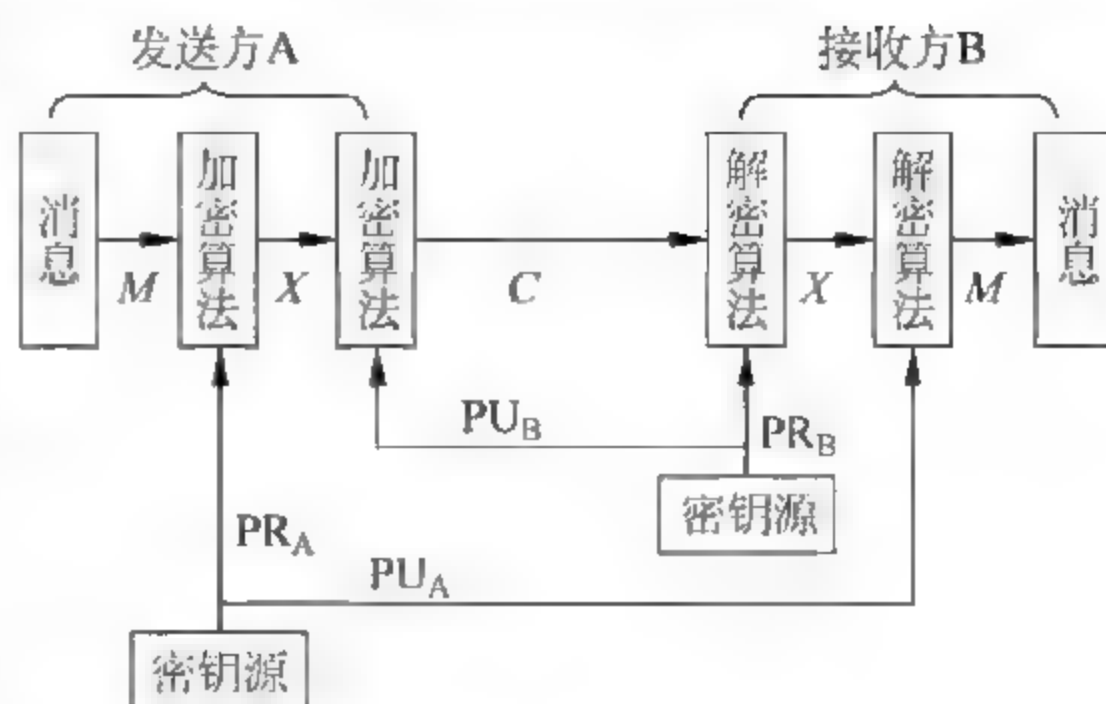 发送方A
接收方B
消息
M
加密算法
X
加密算法
C
解密算法
X
解密算法
M
消息
PU_B
PR_B
密钥源
PR_A
PU_A
密钥源